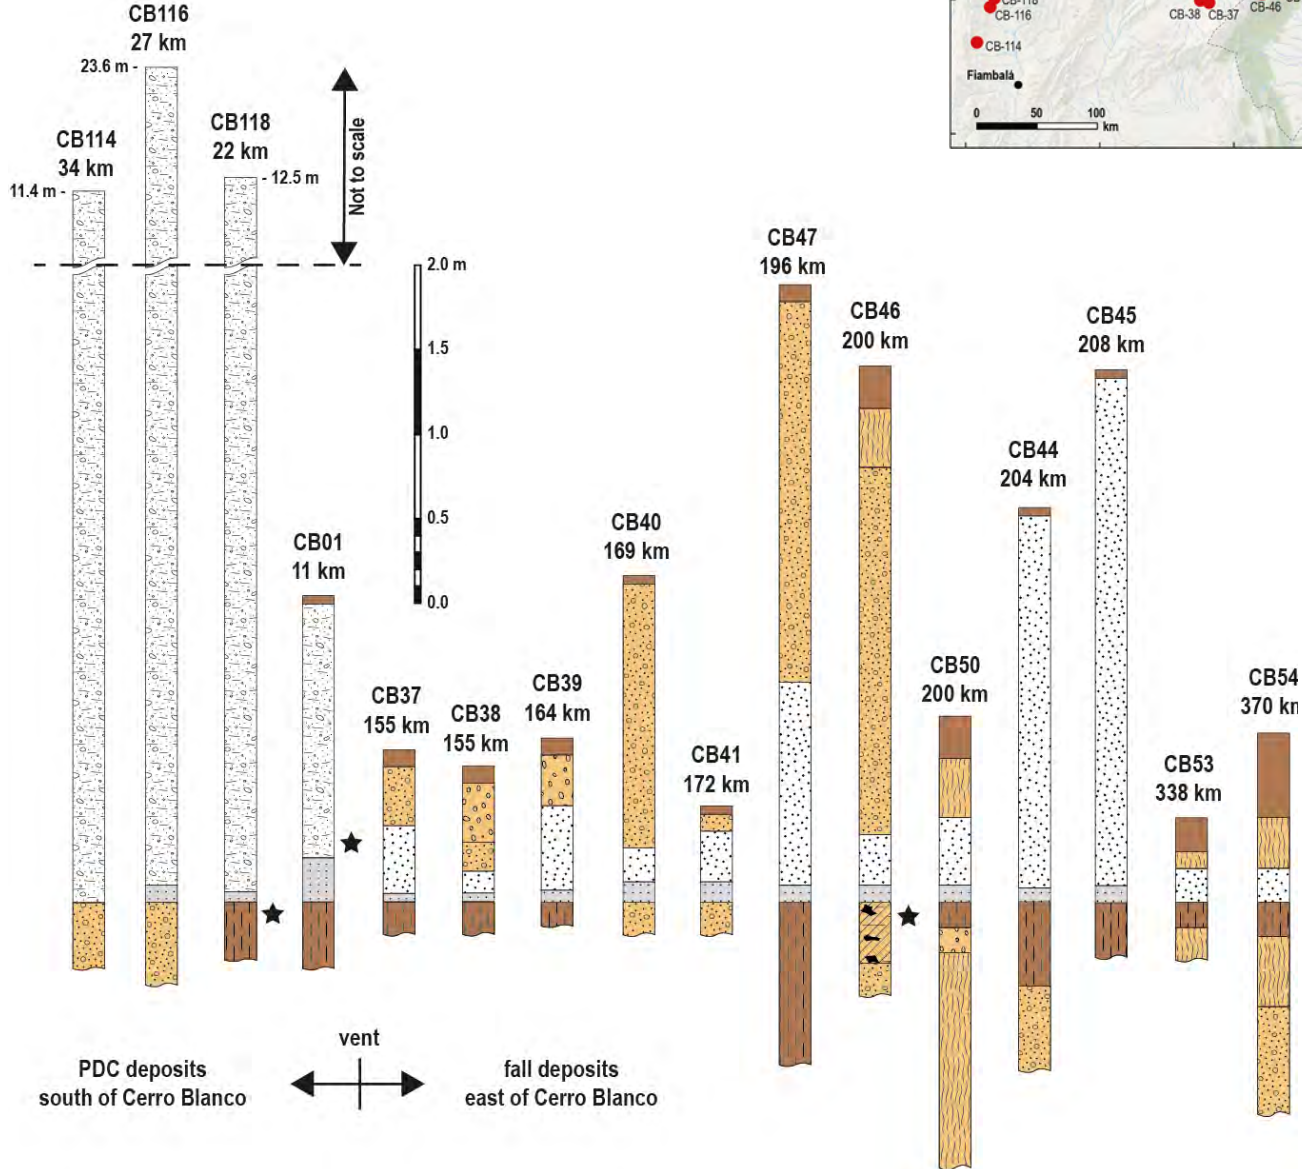 CB116
27 km
23.6 m -
CB114
34 km
11.4 m -
CB118
22 km
- 12.5 m
Not to scale
CB-116
CB-114
CB-38
CB-37
CB-46
Fiambalá
0 50 100
km
2.0 m
1.5
1.0
0.5
0.0
CB01
11 km
CB37
155 km
CB38
155 km
CB39
164 km
CB40
169 km
CB41
172 km
CB47
196 km
CB46
200 km
CB50
200 km
CB44
204 km
CB45
208 km
CB53
338 km
CB54
370 km
vent
PDC deposits
south of Cerro Blanco
fall deposits
east of Cerro Blanco